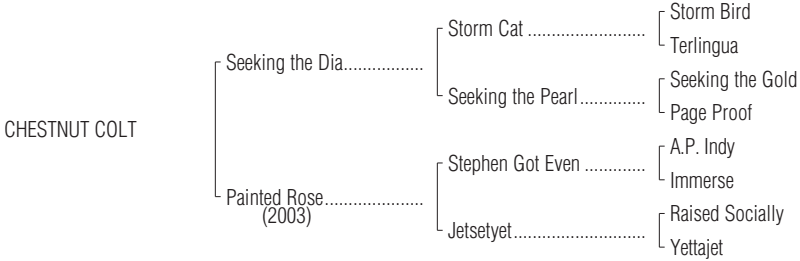 Storm Bird
Storm Cat ..........................
Terlingua
Seeking the Dia.................
Seeking the Gold
Seeking the Pearl..............
Page Proof
CHESTNUT COLT
A.P. Indy
Stephen Got Even .............
Immerse
Painted Rose.....................
(2003)
Raised Socially
Jetsetyet............................
Yettajet